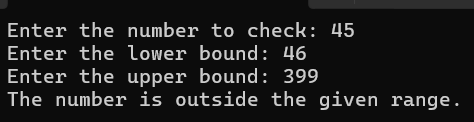 Enter the number to check: 45
Enter the lower bound: 46
Enter the upper bound: 399
The number is outside the given range.